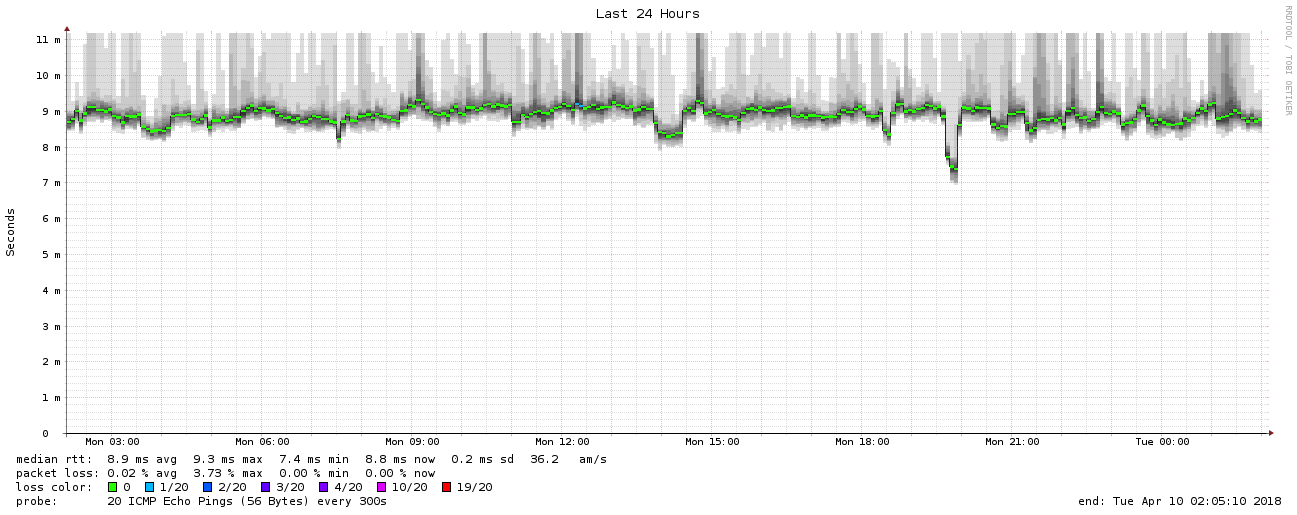 Last 24 Hours
RRDTOOL / TOBI OETIKER
Seconds
11 m
10 m
9 m
8 m
7 m
6 m
5 m
4 m
3 m
2 m
1 m
0
Mon 03:00 Mon 06:00 Mon 09:00 Mon 12:00 Mon 15:00 Mon 18:00 Mon 21:00 Tue 00:00
median rtt: 8.9 ms avg 9.3 ms max 7.4 ms min 8.8 ms now 0.2 ms sd 36.2 am/s
packet loss: 0.02 % avg 3.73 % max 0.00 % min 0.00 % now
loss color: 0 1/20 2/20 3/20 4/20 10/20 19/20
probe: 20 ICMP Echo Pings (56 Bytes) every 300s end: Tue Apr 10 02:05:10 2018